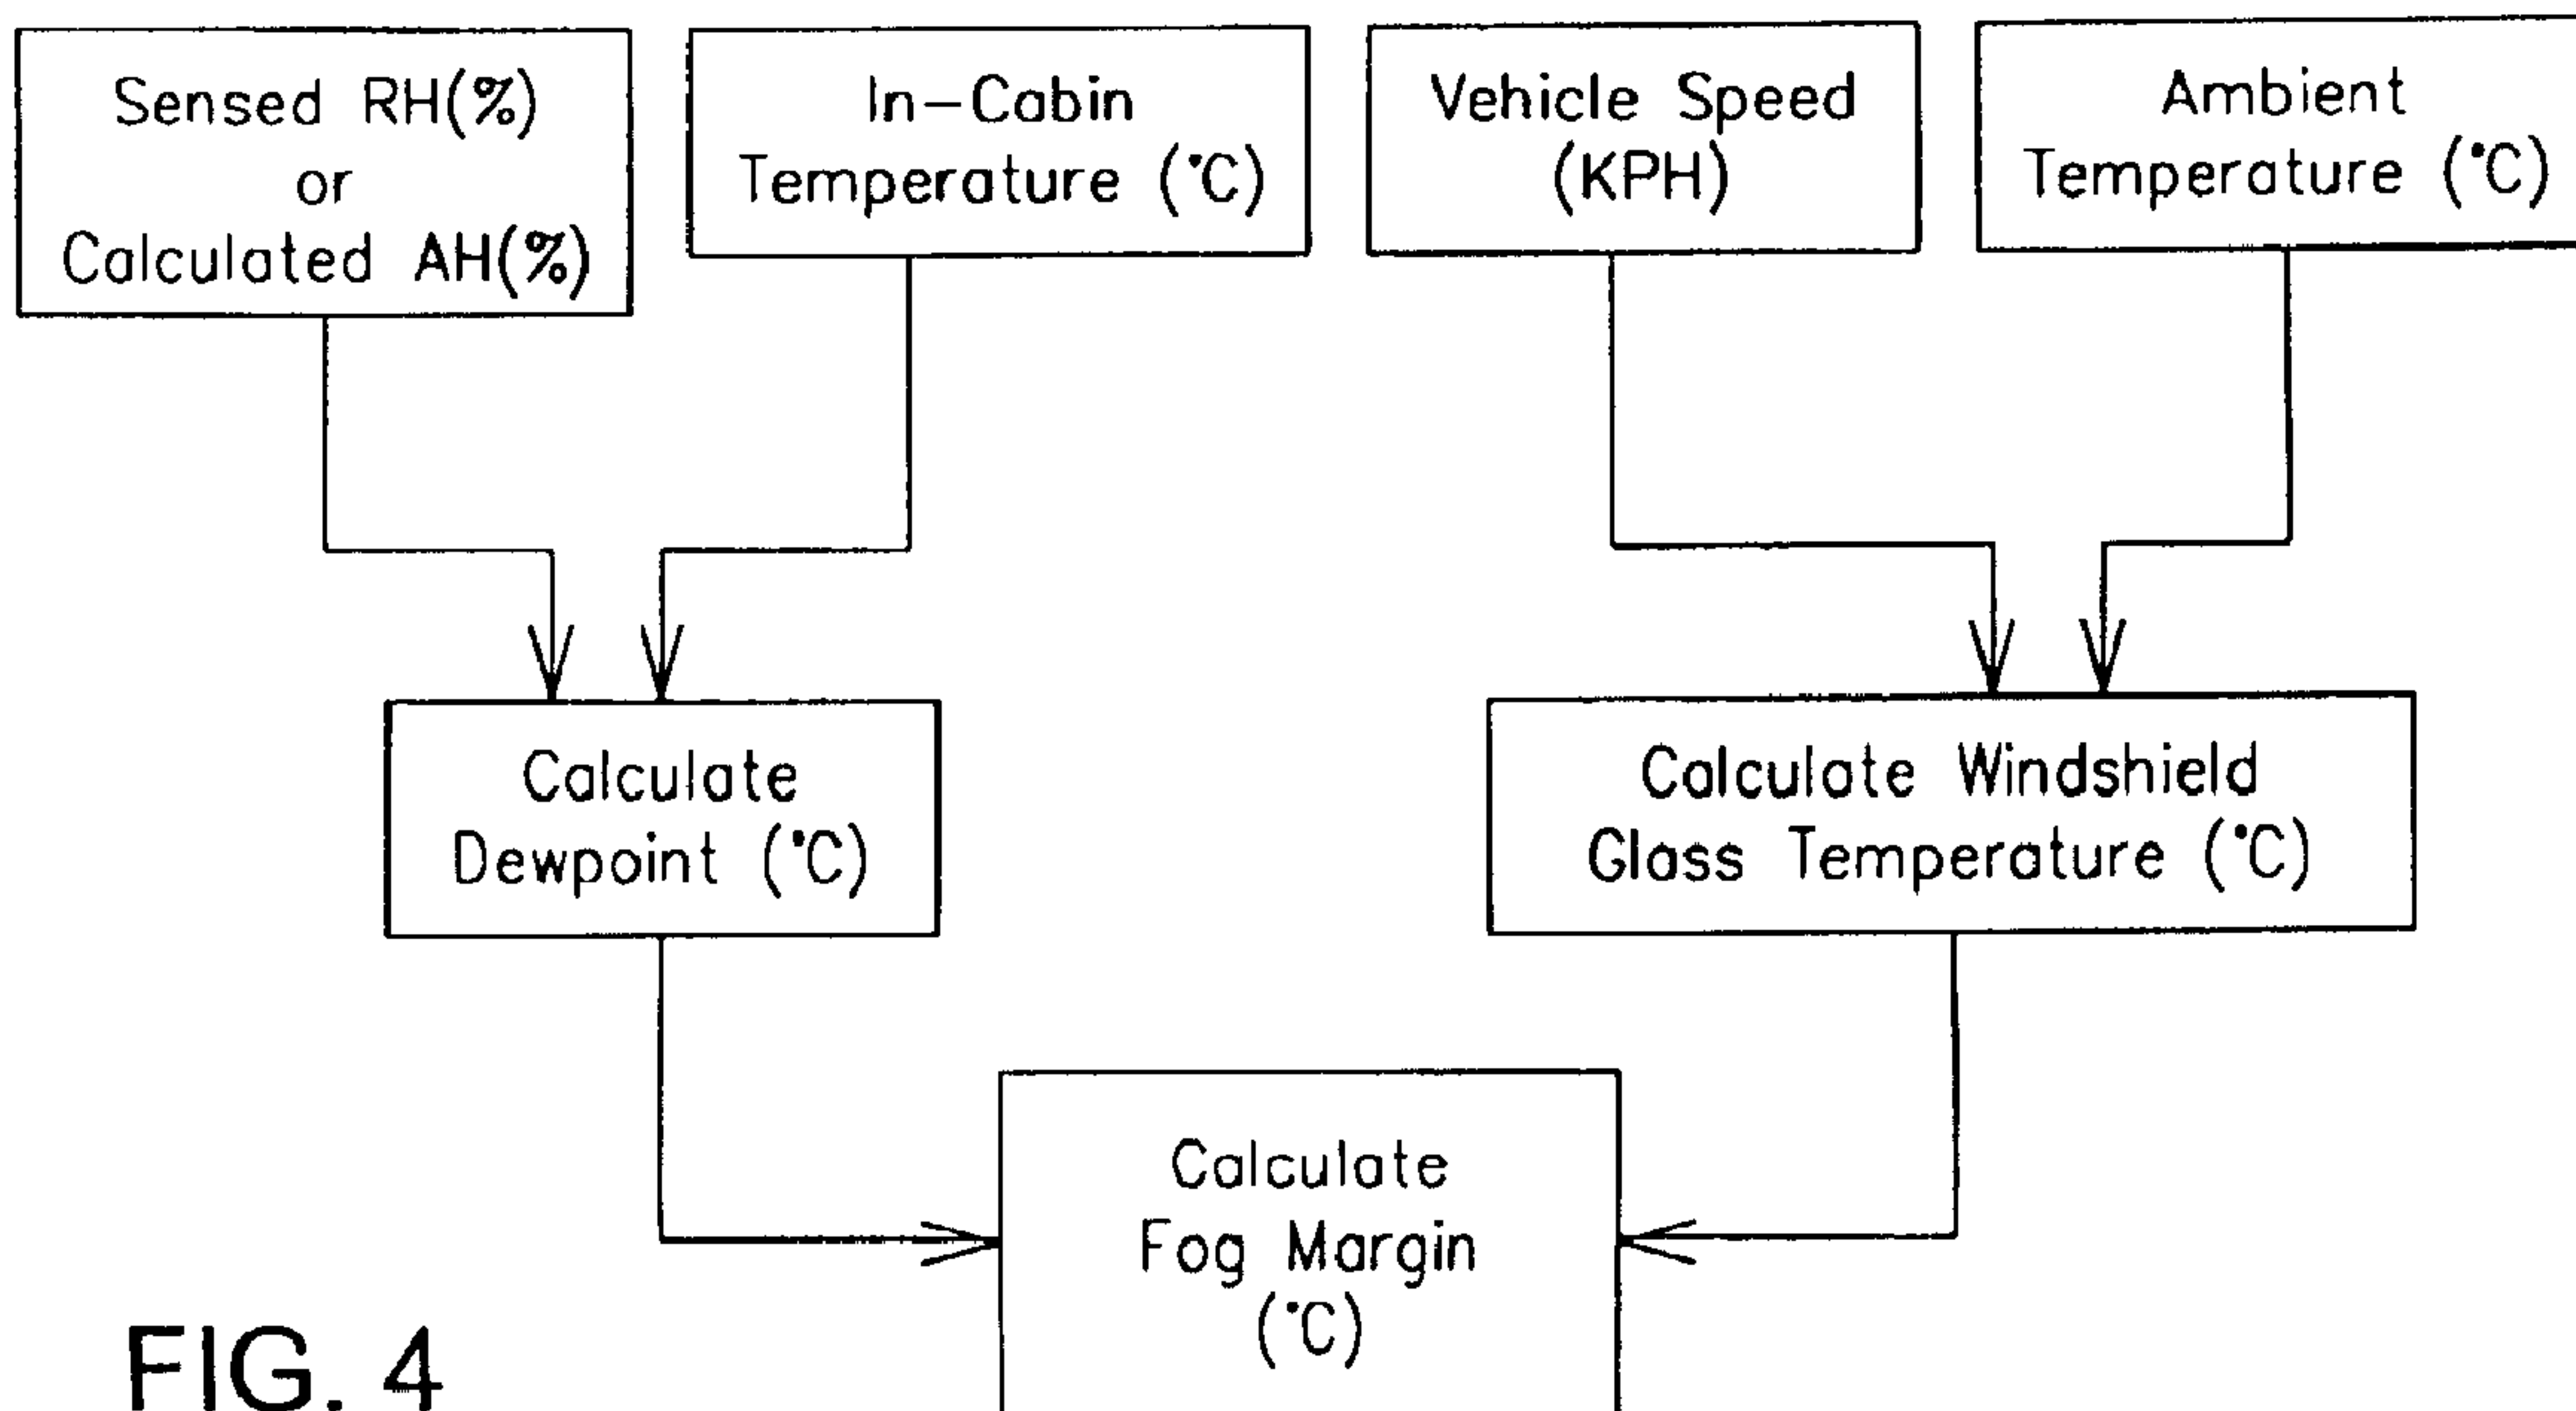 Sensed RH(%)
or
Calculated AH(%)
In-Cabin
Temperature (°C)
Vehicle Speed
(KPH)
Ambient
Temperature (°C)
Calculate
Dewpoint (°C)
Calculate Windshield
Glass Temperature (°C)
Calculate
Fog Margin
(°C)
FIG. 4